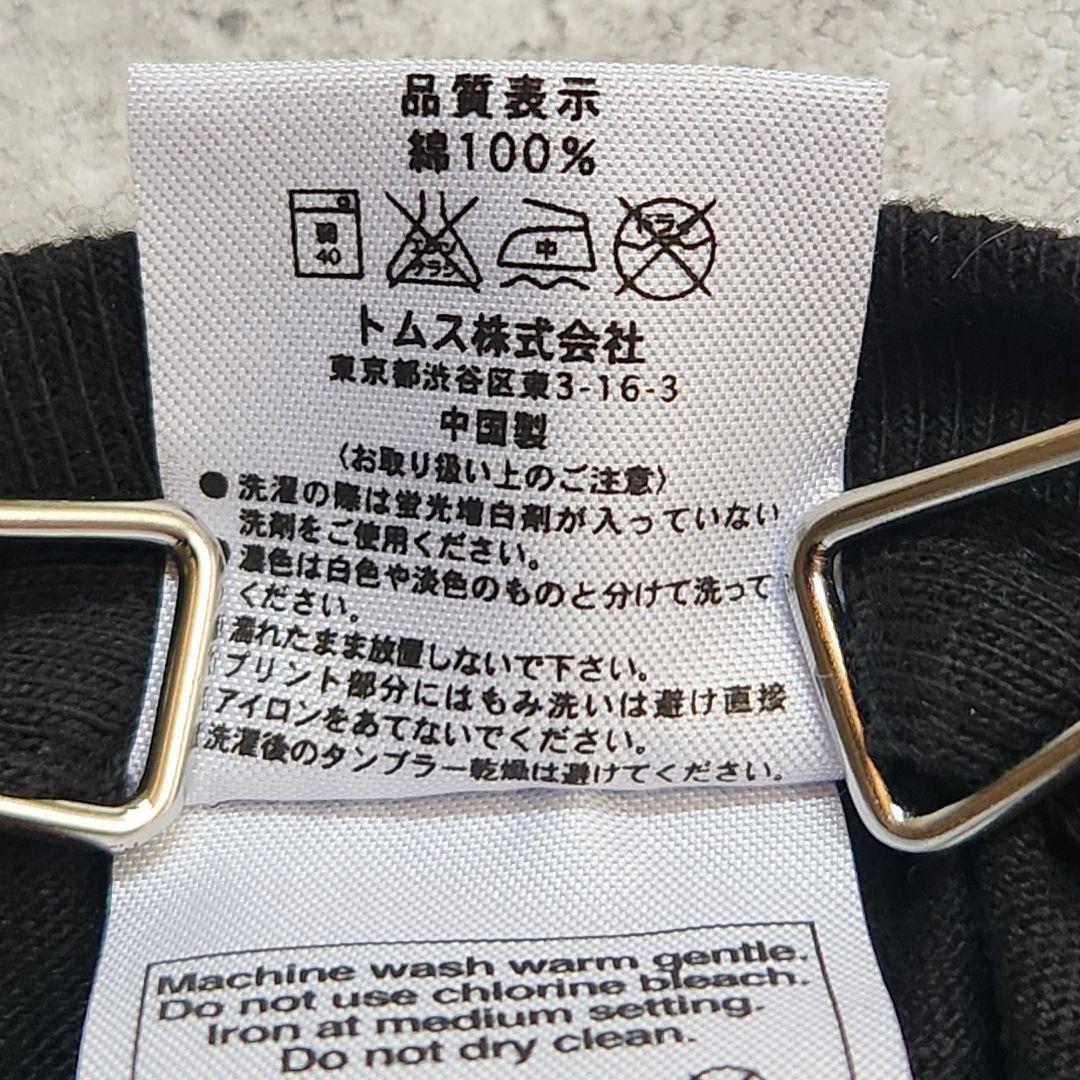 品質表示
綿100%
弱
40
エンソ
サラシ
中
ドライ
トムス株式会社
東京都渋谷区東3-16-3
中国製
〈お取り扱い上のご注意〉
●洗濯の際は蛍光増白剤が入っていない
洗剤をご使用ください。
●濃色は白色や淡色のものと分けて洗って
ください。
濡れたまま放置しないで下さい。
プリント部分にはもみ洗いは避け直接
アイロンをあてないでください。
洗濯後のタンブラー乾燥は避けてください。
Machine wash warm gentle.
Do not use chlorine bleach.
Iron at medium setting.
Do not dry clean.